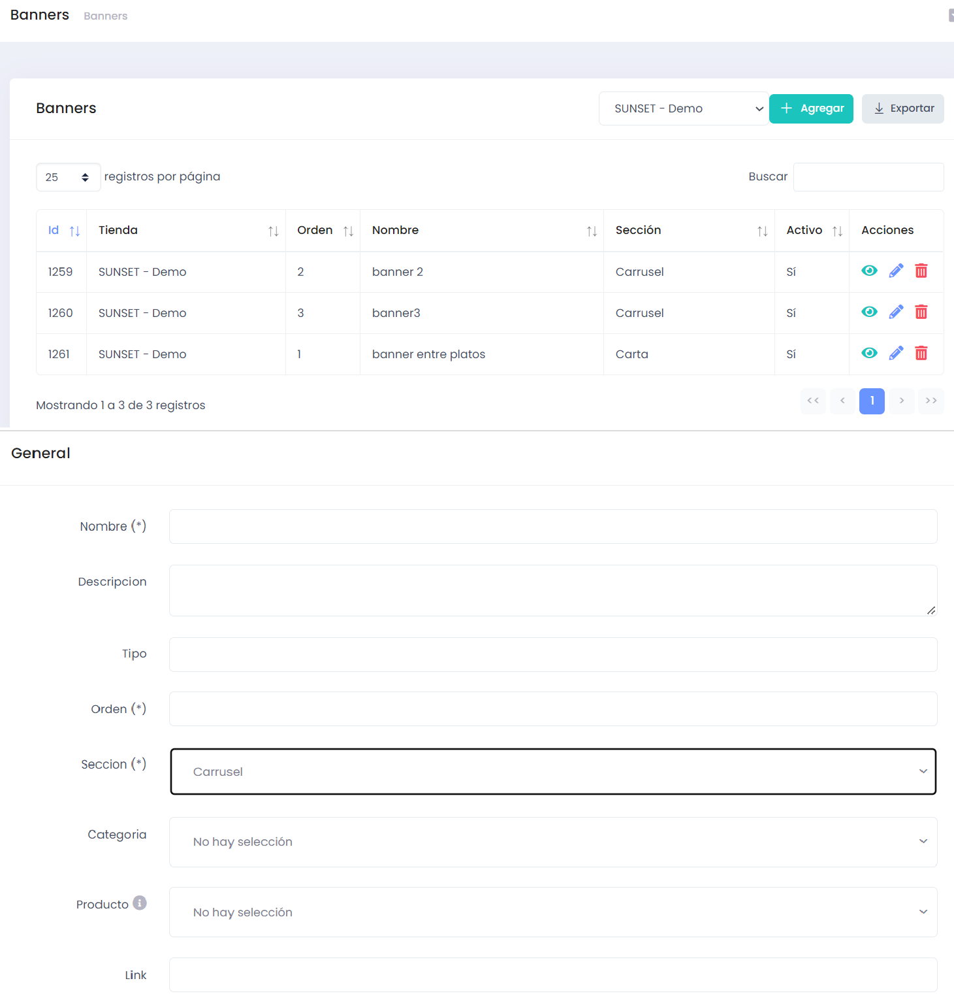 Banners Banners
Banners SUNSET - Demo Agregar Exportar
25 registros por página Buscar
Id Tienda Orden Nombre Sección Activo Acciones
1259 SUNSET - Demo 2 banner 2 Carrusel Sí
1260 SUNSET - Demo 3 banner3 Carrusel Sí
1261 SUNSET - Demo 1 banner entre platos Carta Sí
Mostrando 1 a 3 de 3 registros << < 1 > >>
General
Nombre (*)
Descripcion
Tipo
Orden (*)
Seccion (*) Carrusel
Categoria No hay selección
Producto No hay selección
Link